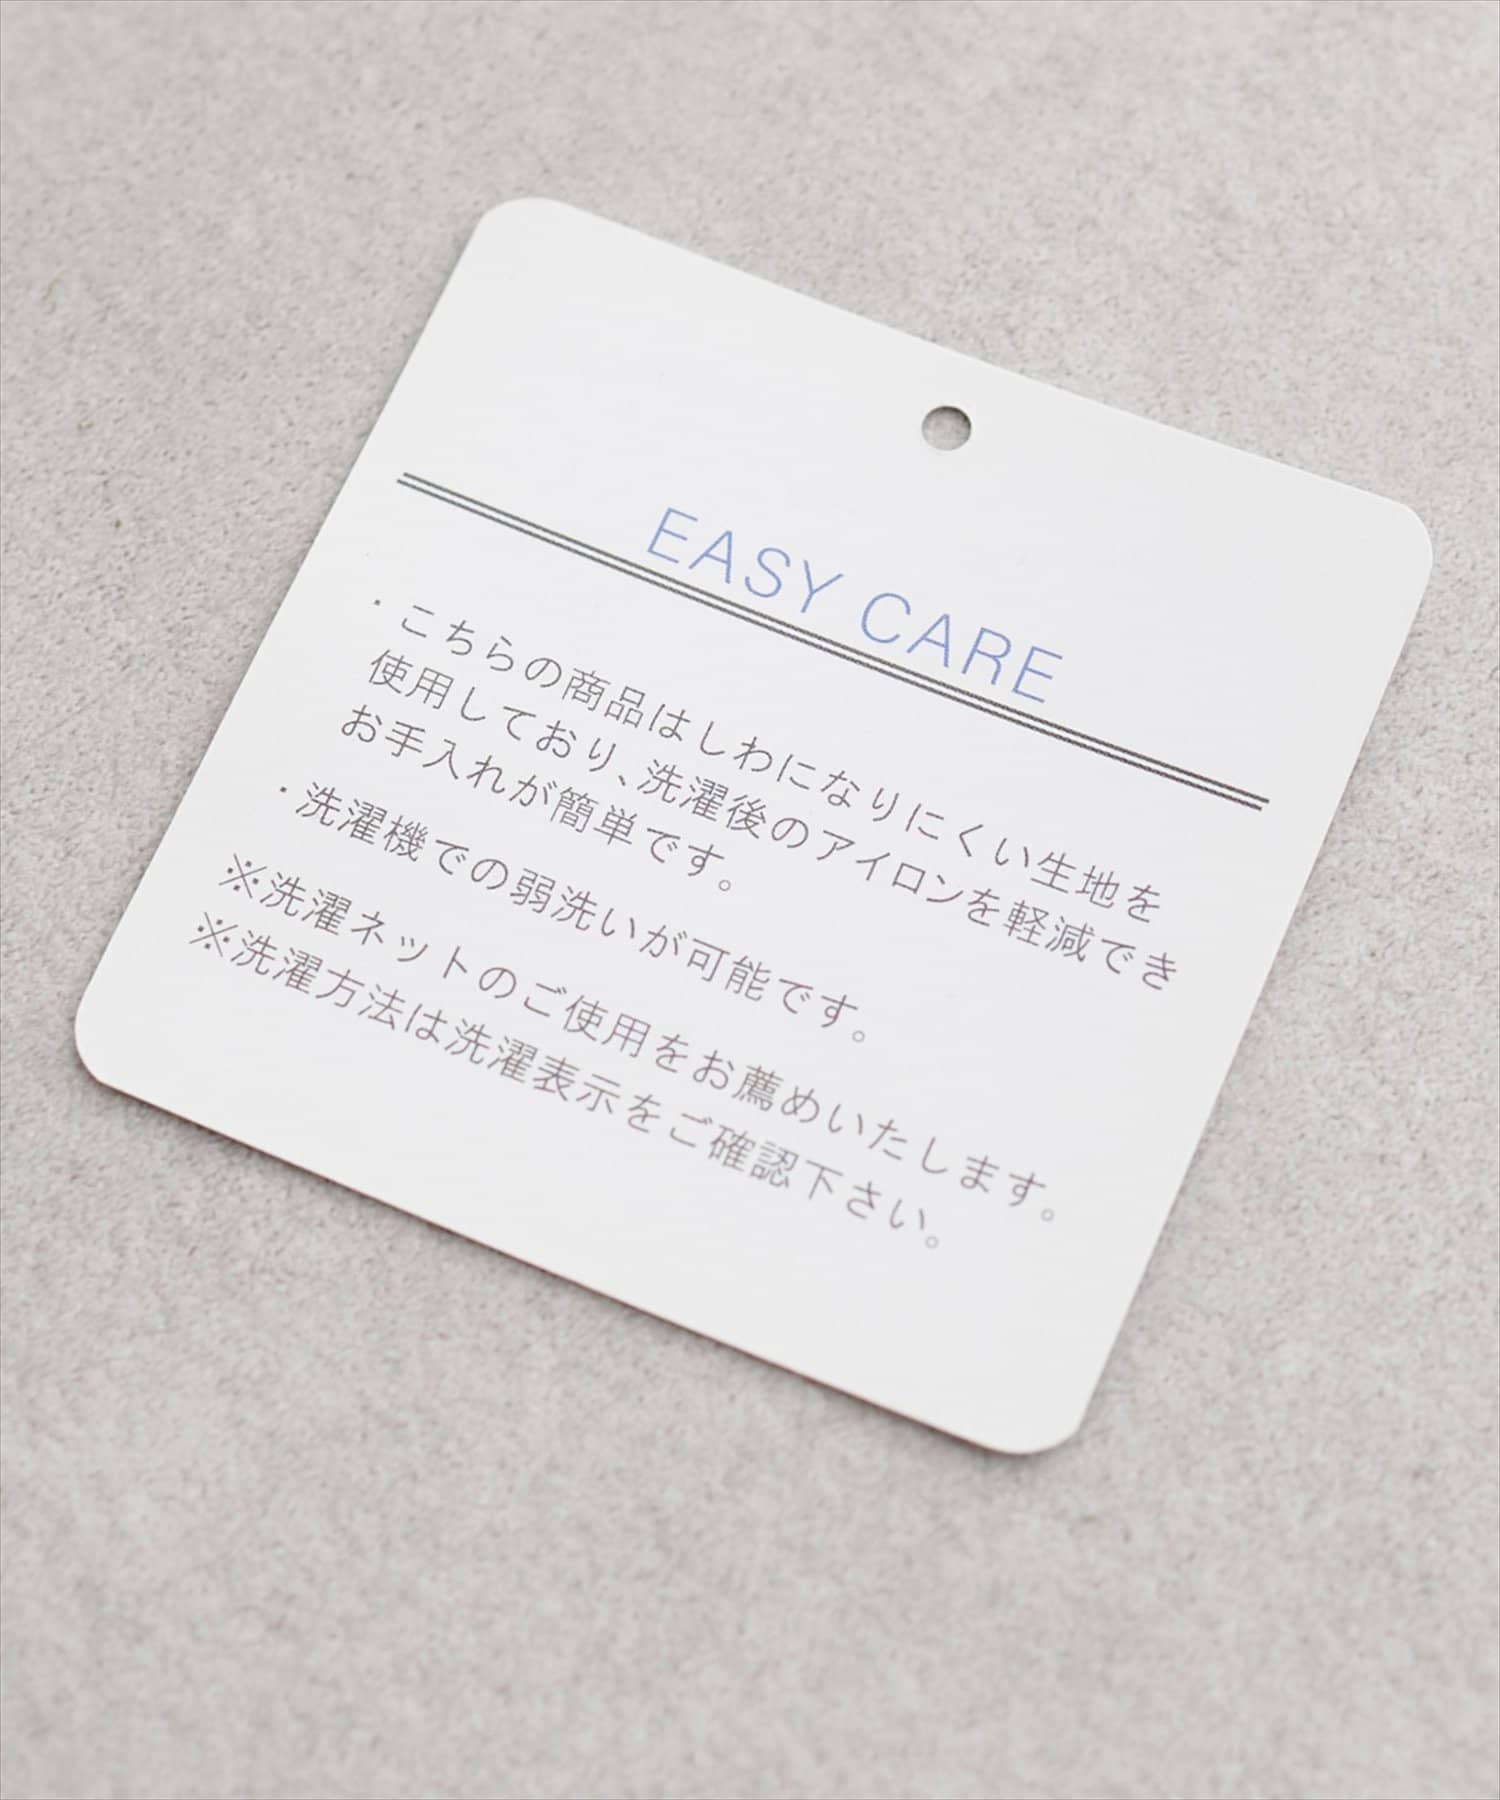 EASY CARE
・こちらの商品はしわになりにくい生地を
使用しており、洗濯後のアイロンを軽減でき
お手入れが簡単です。
・洗濯機での弱洗いが可能です。
※洗濯ネットのご使用をお薦めいたします。
※洗濯方法は洗濯表示をご確認下さい。